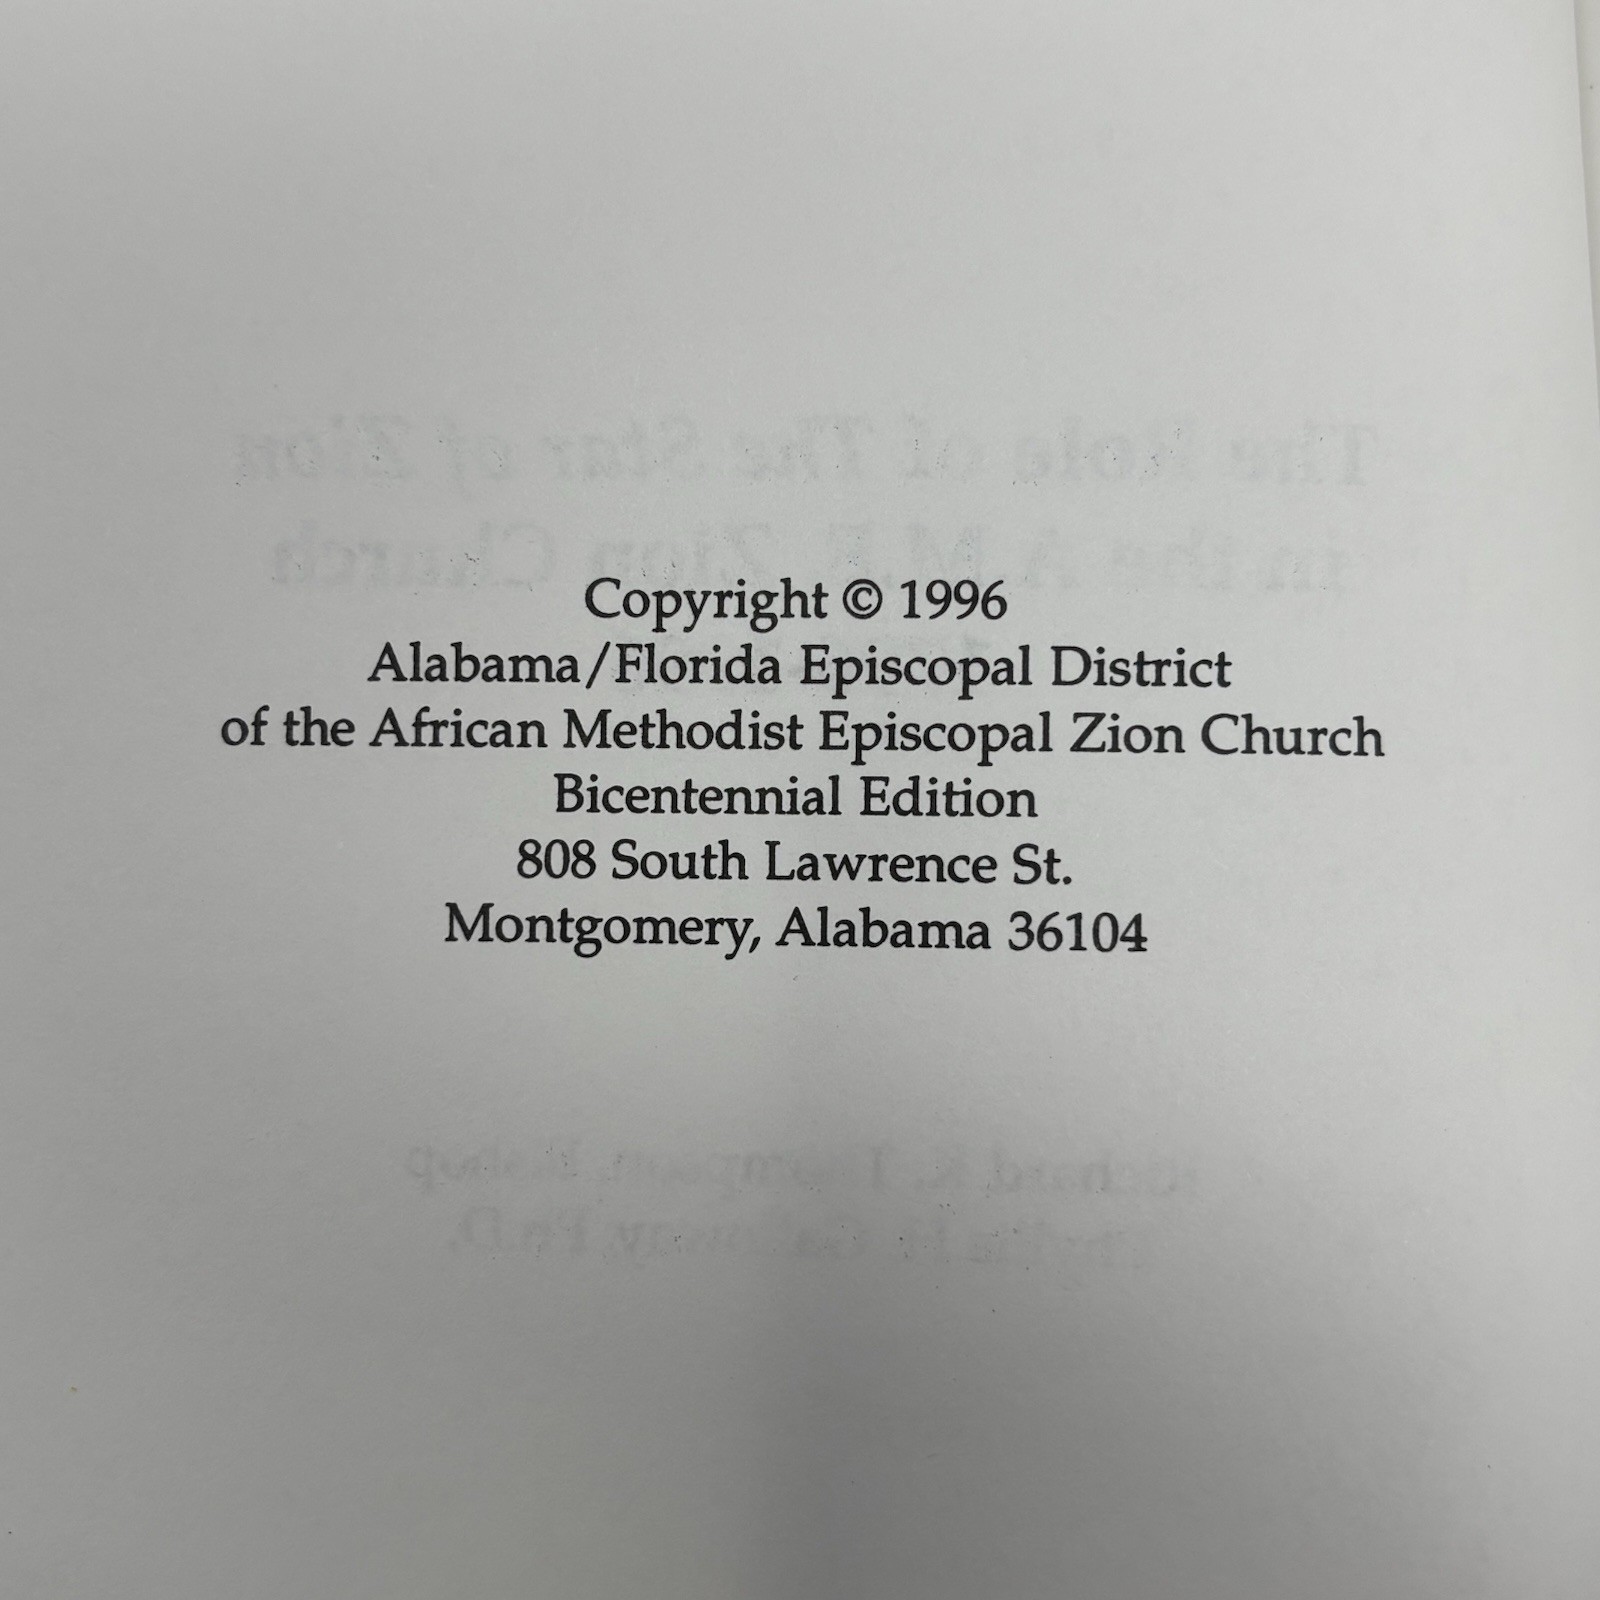 Copyright © 1996
Alabama/Florida Episcopal District
of the African Methodist Episcopal Zion Church
Bicentennial Edition
808 South Lawrence St.
Montgomery, Alabama 36104